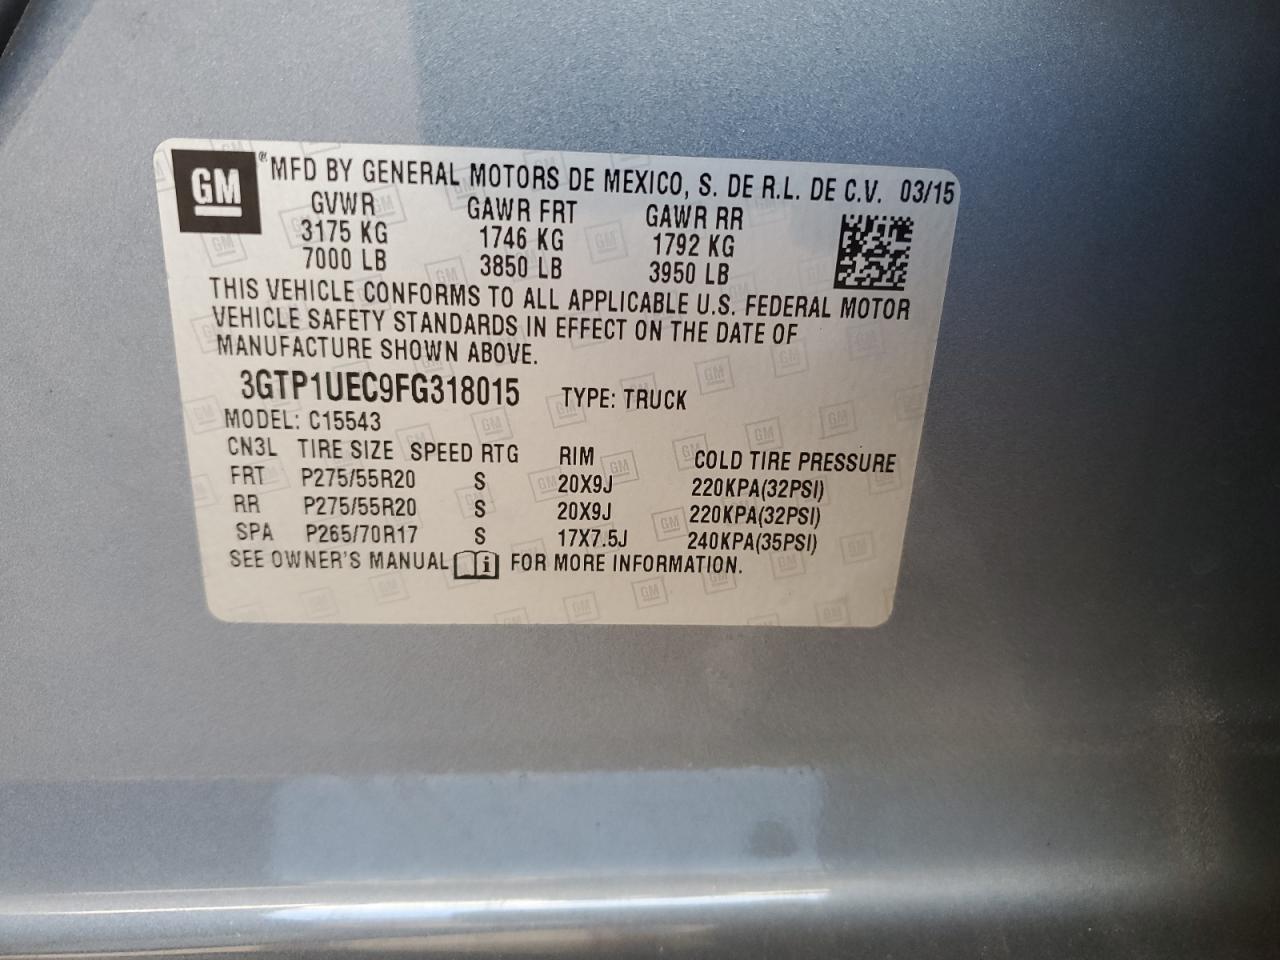 GM ® MFD BY GENERAL MOTORS DE MEXICO, S. DE R.L. DE C.V. 03/15
GVWR GAWR FRT GAWR RR
3175 KG 1746 KG 1792 KG
7000 LB 3850 LB 3950 LB
THIS VEHICLE CONFORMS TO ALL APPLICABLE U.S. FEDERAL MOTOR
VEHICLE SAFETY STANDARDS IN EFFECT ON THE DATE OF
MANUFACTURE SHOWN ABOVE.
3GTP1UEC9FG318015 TYPE: TRUCK
MODEL: C15543
CN3L TIRE SIZE SPEED RTG RIM COLD TIRE PRESSURE
FRT P275/55R20 S 20X9J 220KPA(32PSI)
RR P275/55R20 S 20X9J 220KPA(32PSI)
SPA P265/70R17 S 17X7.5J 240KPA(35PSI)
SEE OWNER'S MANUAL i FOR MORE INFORMATION.